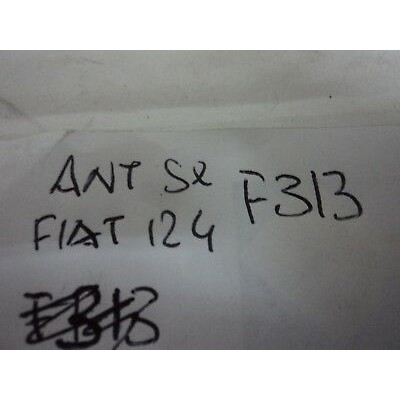 ANT Sx F313
FIAT 124